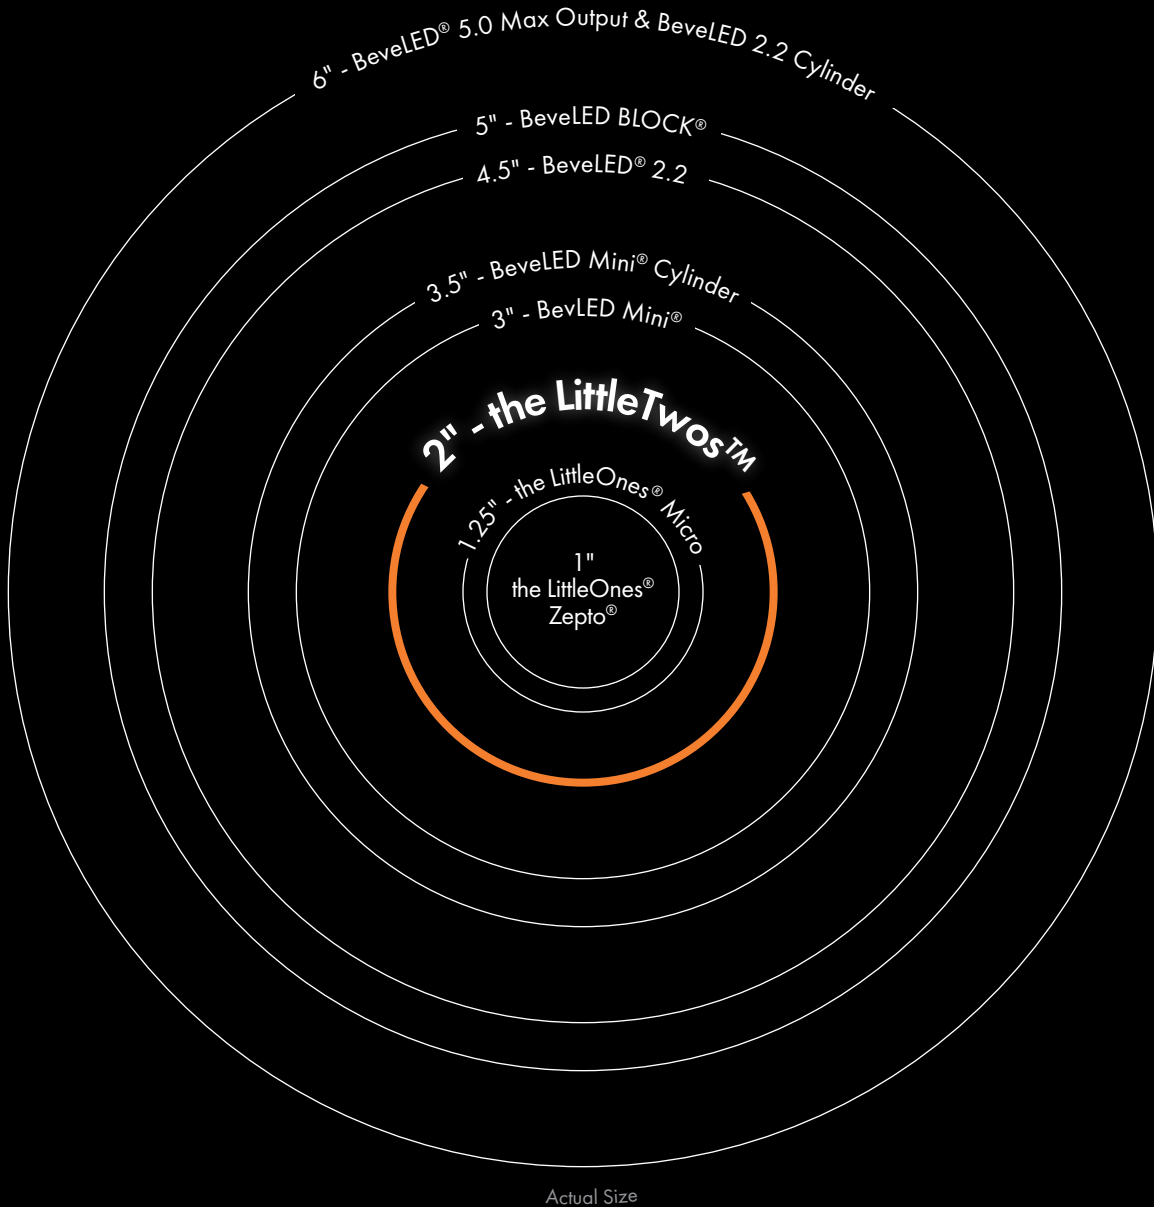 6" - BeveLED® 5.0 Max Output & BeveLED 2.2 Cylinder
5" - BeveLED BLOCK®
4.5" - BeveLED® 2.2
3.5" - BeveLED Mini® Cylinder
3" - BevLED Mini®
2" - the LittleTwos™
1.25" - the LittleOnes® Micro
1"
the LittleOnes®
Zepto®
Actual Size